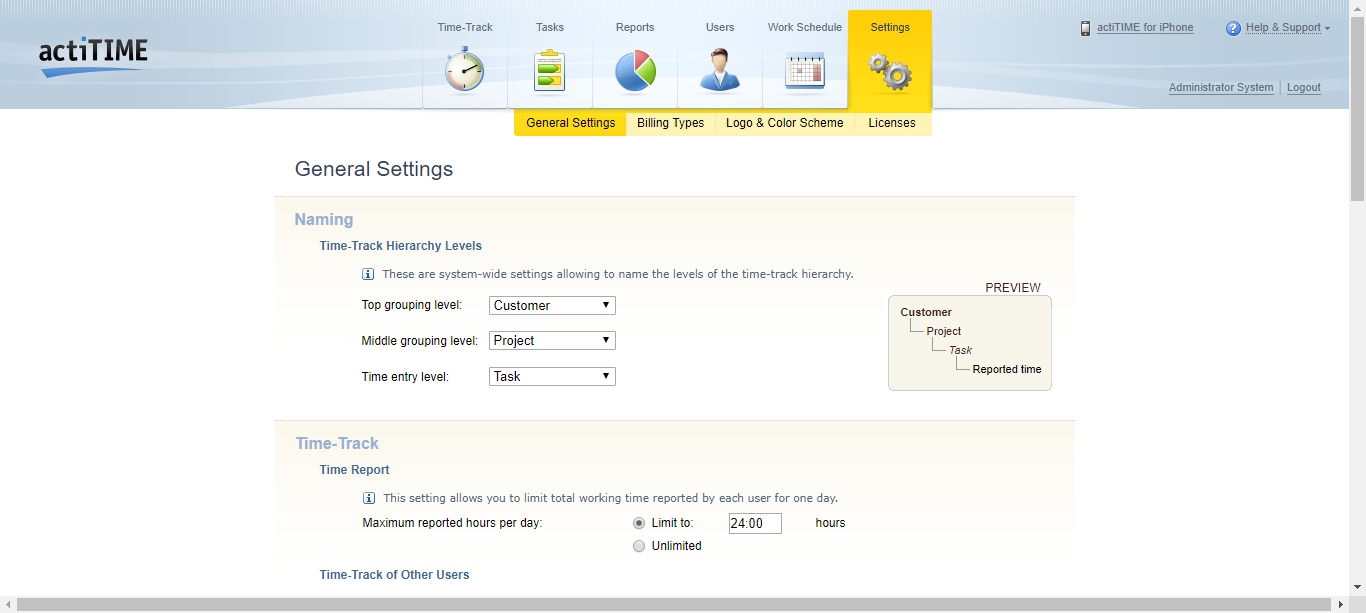 actiTIME
Time-Track Tasks Reports Users Work Schedule Settings
actiTIME for iPhone Help & Support
Administrator System Logout
General Settings Billing Types Logo & Color Scheme Licenses
General Settings
Naming
Time-Track Hierarchy Levels
These are system-wide settings allowing to name the levels of the time-track hierarchy.
PREVIEW
Top grouping level: Customer
Middle grouping level: Project
Time entry level: Task
Customer
Project
Task
Reported time
Time-Track
Time Report
This setting allows you to limit total working time reported by each user for one day.
Maximum reported hours per day: Limit to: 24:00 hours
Unlimited
Time-Track of Other Users